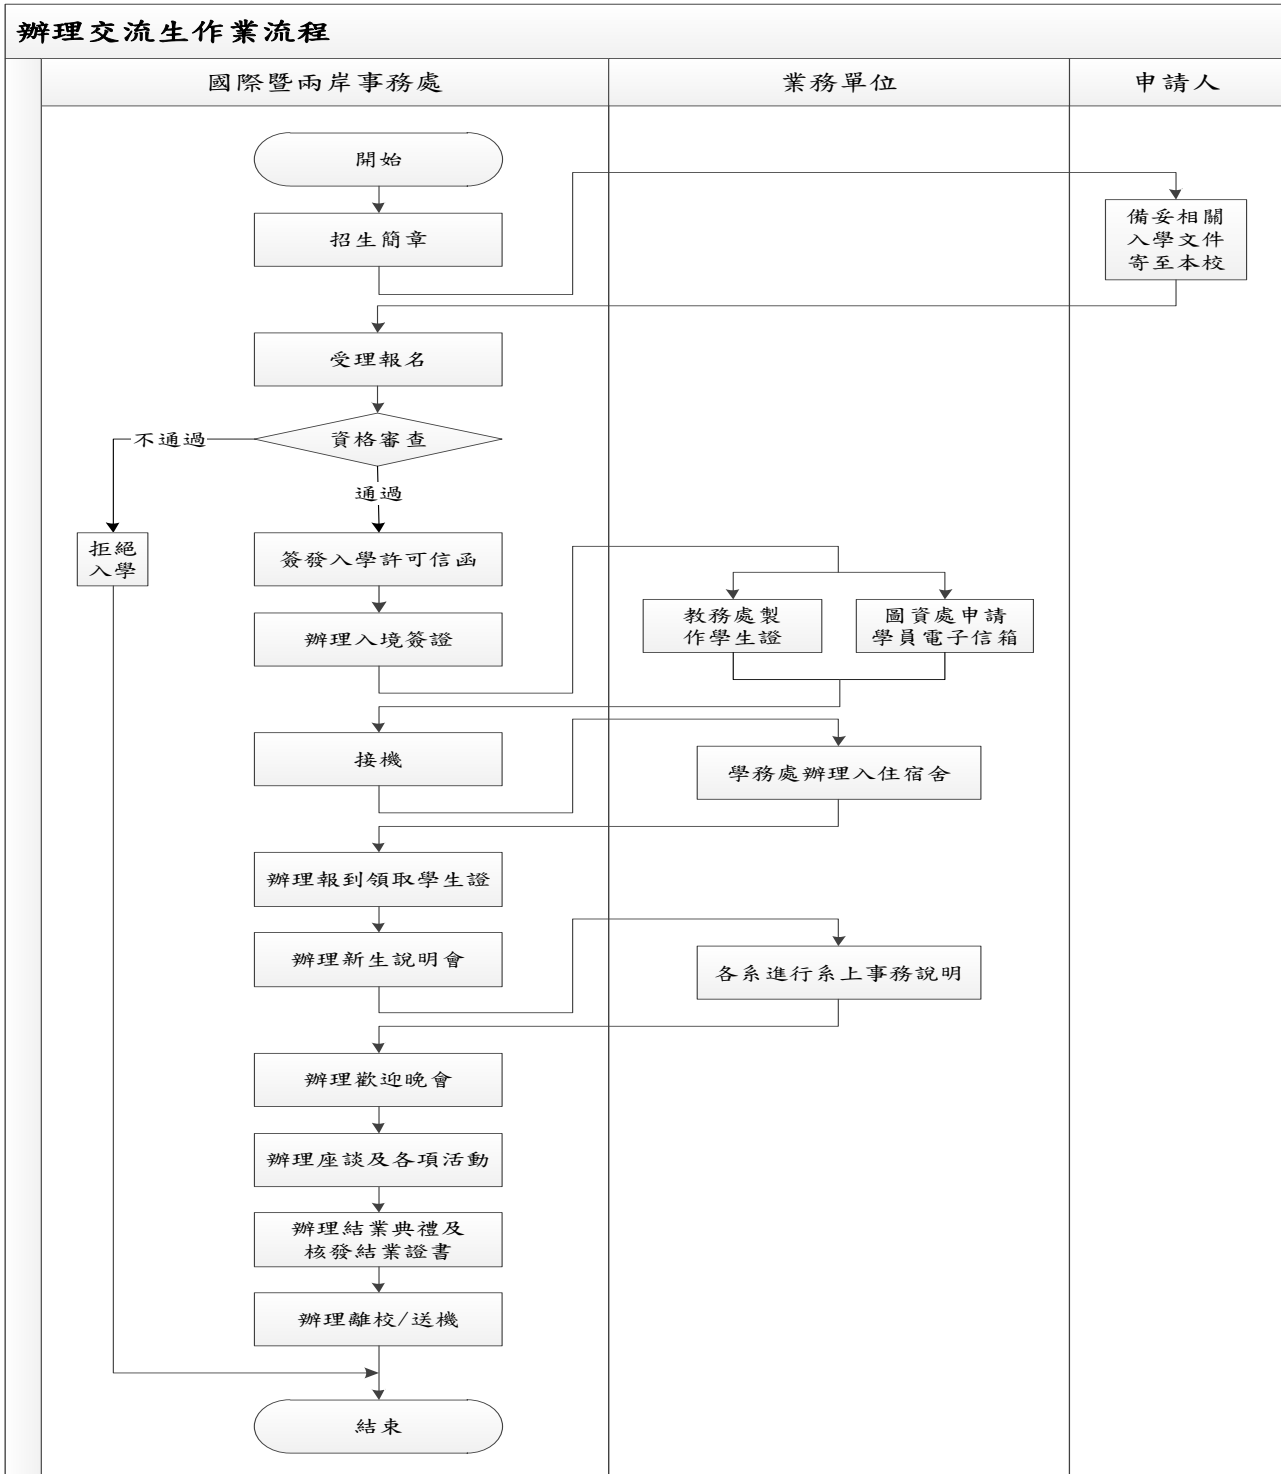 辦理交流生作業流程
國際暨兩岸事務處
業務單位
申請人
開始
招生簡章
備妥相關
入學文件
寄至本校
受理報名
資格審查
不通過
通過
拒絕
入學
簽發入學許可信函
辦理入境簽證
教務處製
作學生證
圖資處申請
學員電子信箱
接機
學務處辦理入住宿舍
辦理報到領取學生證
辦理新生說明會
各系進行系上事務說明
辦理歡迎晚會
辦理座談及各項活動
辦理結業典禮及
核發結業證書
辦理離校/送機
結束